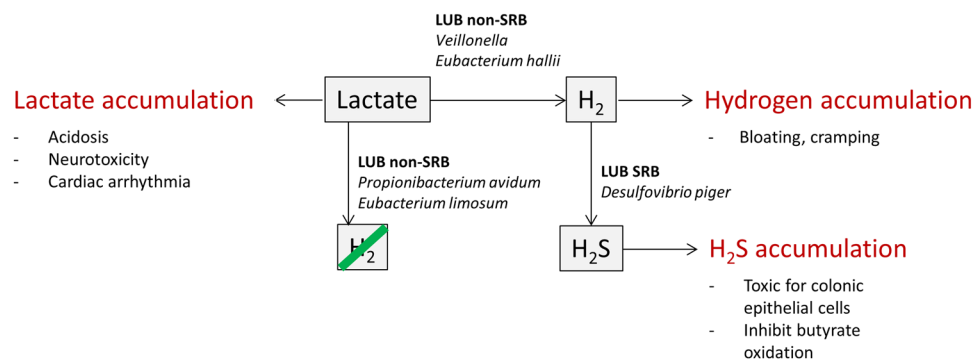 LUB non-SRB
Veillonella
Eubacterium hallii
Lactate accumulation
- Acidosis
- Neurotoxicity
- Cardiac arrhythmia
Lactate
H₂
Hydrogen accumulation
- Bloating, cramping
LUB non-SRB
Propionibacterium avidum
Eubacterium limosum
H₂
LUB SRB
Desulfovibrio piger
H₂S
H₂S accumulation
- Toxic for colonic
epithelial cells
- Inhibit butyrate
oxidation